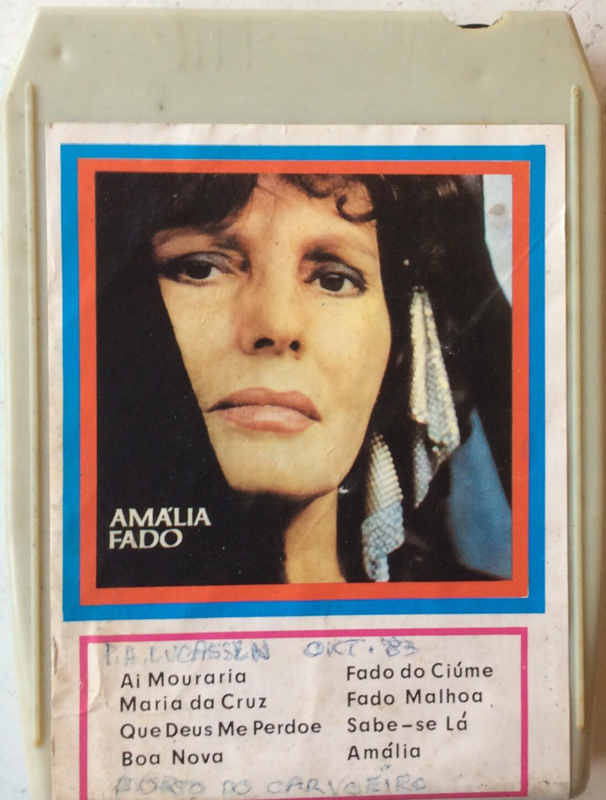 AMÁLIA
FADO
P.A. LUCASSEN OKT. '83
Ai Mouraria
Maria da Cruz
Que Deus Me Perdoe
Boa Nova
Fado do Ciúme
Fado Malhoa
Sabe-se Lá
Amália
PORTO DO CARVOEIRO